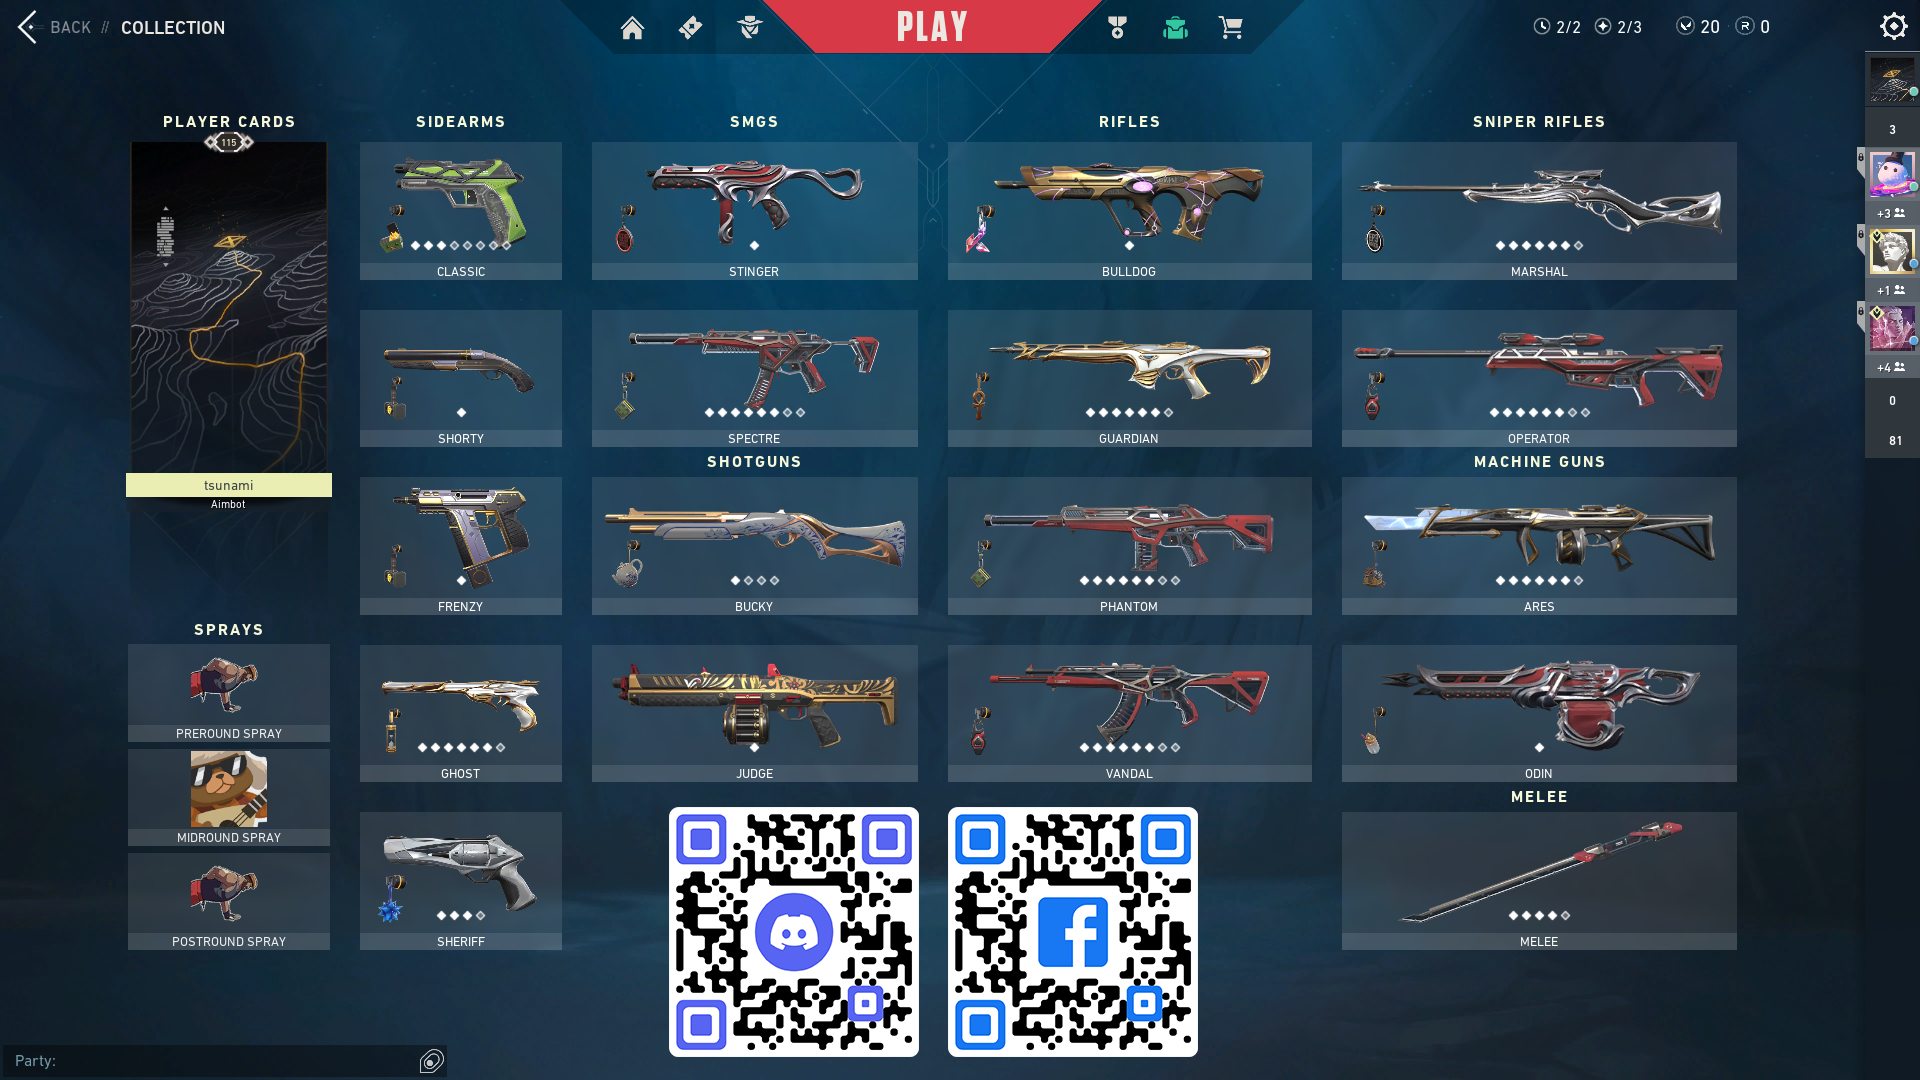 BACK // COLLECTION
PLAY
2/2 2/3 20 R 0
PLAYER CARDS
115
tsunami
Aimbot
SPRAYS
PREROUND SPRAY
MIDROUND SPRAY
POSTROUND SPRAY
SIDEARMS
CLASSIC
SHORTY
FRENZY
GHOST
SHERIFF
SMGS
STINGER
SPECTRE
SHOTGUNS
BUCKY
JUDGE
RIFLES
BULLDOG
GUARDIAN
PHANTOM
VANDAL
SNIPER RIFLES
MARSHAL
OPERATOR
MACHINE GUNS
ARES
ODIN
MELEE
MELEE
3
+3
+1
+4
0
81
Party: